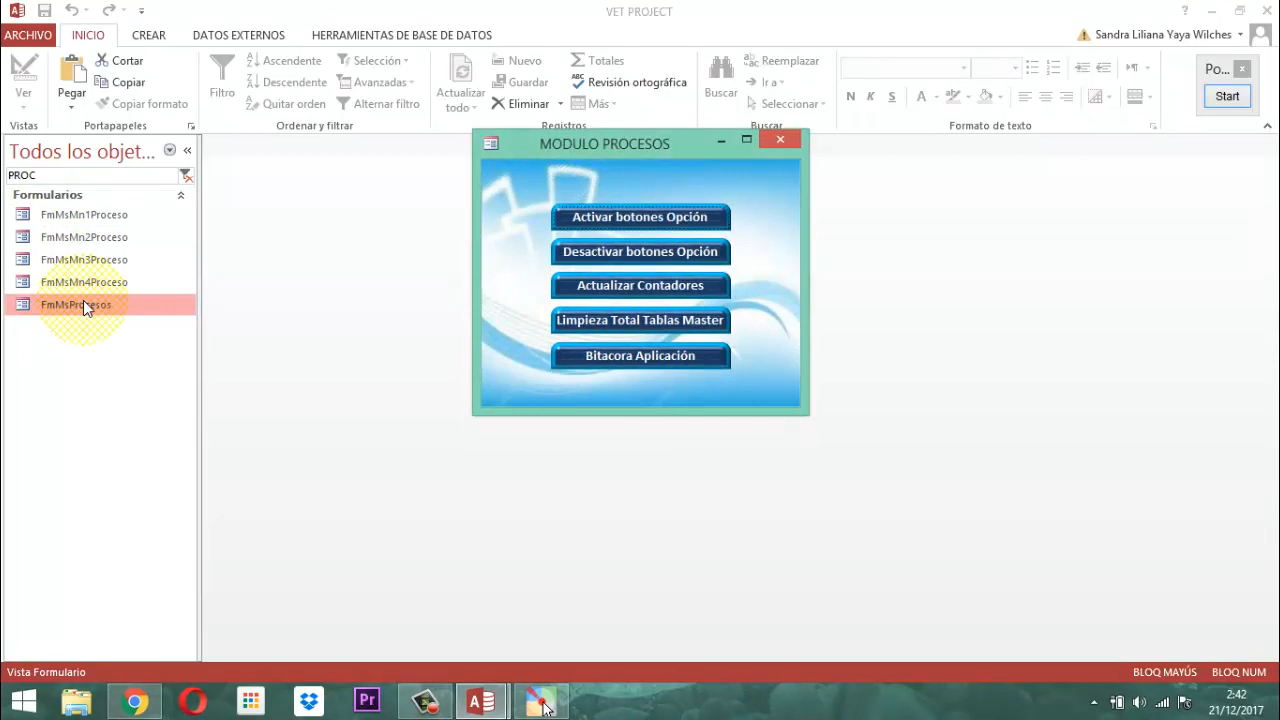 VET PROJECT
ARCHIVO INICIO CREAR DATOS EXTERNOS HERRAMIENTAS DE BASE DE DATOS Sandra Liliana Yaya Wilches
Ver
Vistas
Pegar
Cortar
Copiar
Copiar formato
Portapapeles
Filtro
Ascendente
Descendente
Quitar orden
Selección
Avanzadas
Alternar filtro
Ordenar y filtrar
Actualizar
todo
Nuevo
Guardar
Eliminar
Totales
Revisión ortográfica
Más
Registros
Buscar
Reemplazar
Ir a
Seleccionar
Buscar
N K S A
Formato de texto
Po...
Start
Todos los objet...
PROC
Formularios
FmMsMn1Proceso
FmMsMn2Proceso
FmMsMn3Proceso
FmMsMn4Proceso
FmMsProcesos
MODULO PROCESOS
Activar botones Opción
Desactivar botones Opción
Actualizar Contadores
Limpieza Total Tablas Master
Bitacora Aplicación
Vista Formulario
BLOQ MAYÚS BLOQ NUM
Pr
2:42
21/12/2017